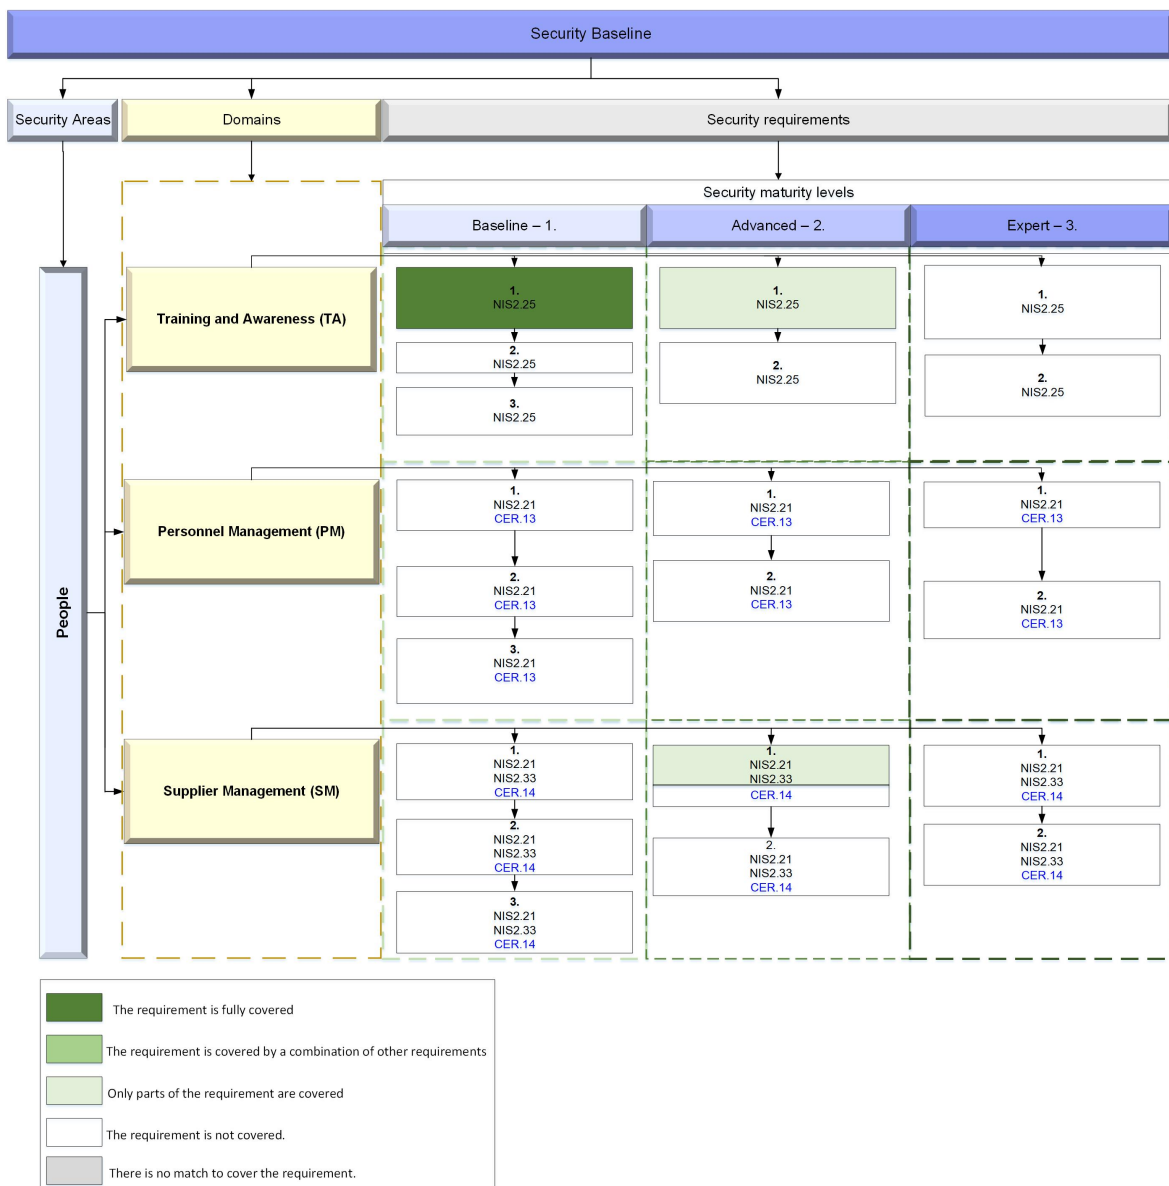 Security Baseline
Security Areas
Domains
Security requirements
Security maturity levels
Baseline – 1.
Advanced – 2.
Expert – 3.
People
Training and Awareness (TA)
1.
NIS2.25
2.
NIS2.25
3.
NIS2.25
1.
NIS2.25
2.
NIS2.25
1.
NIS2.25
2.
NIS2.25
Personnel Management (PM)
1.
NIS2.21
CER.13
2.
NIS2.21
CER.13
3.
NIS2.21
CER.13
1.
NIS2.21
CER.13
2.
NIS2.21
CER.13
1.
NIS2.21
CER.13
2.
NIS2.21
CER.13
Supplier Management (SM)
1.
NIS2.21
NIS2.33
CER.14
2.
NIS2.21
NIS2.33
CER.14
3.
NIS2.21
NIS2.33
CER.14
1.
NIS2.21
NIS2.33
CER.14
2.
NIS2.21
NIS2.33
CER.14
1.
NIS2.21
NIS2.33
CER.14
2.
NIS2.21
NIS2.33
CER.14
The requirement is fully covered
The requirement is covered by a combination of other requirements
Only parts of the requirement are covered
The requirement is not covered.
There is no match to cover the requirement.